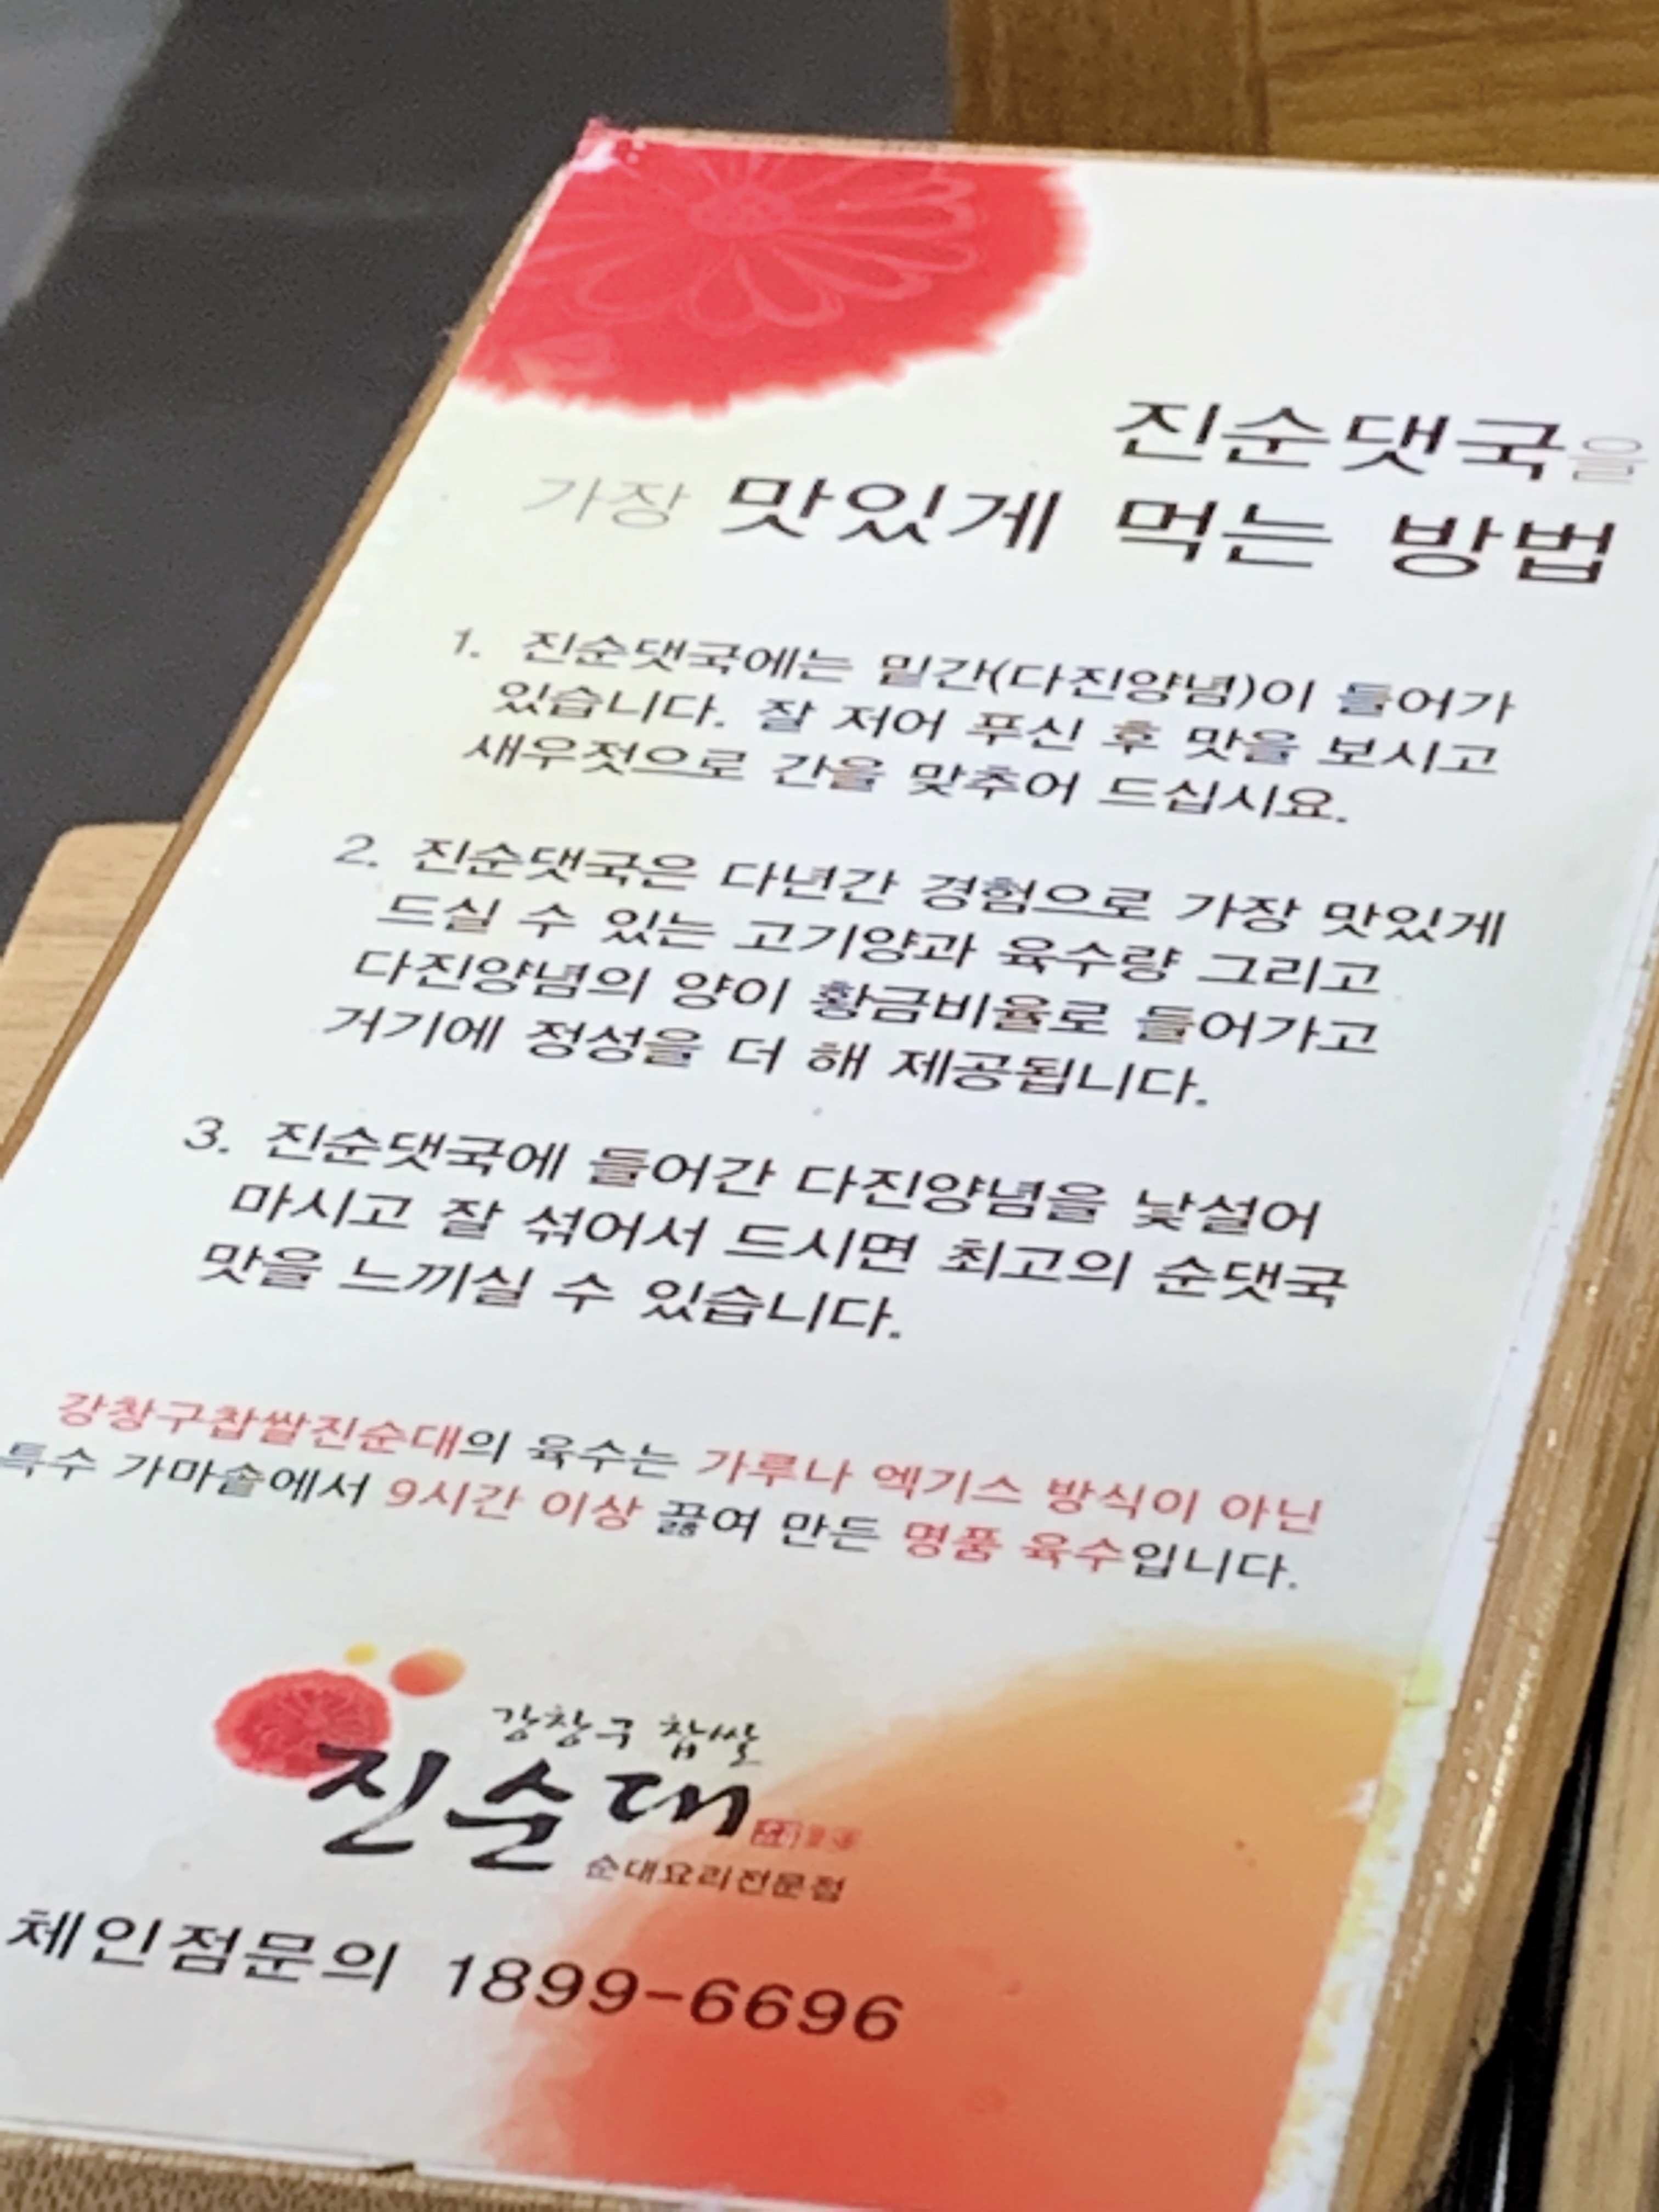 진순댓국을
가장 맛있게 먹는 방법
1. 진순댓국에는 밑간(다진양념)이 들어가
있습니다. 잘 저어 푸신 후 맛을 보시고
새우젓으로 간을 맞추어 드십시요.
2. 진순댓국은 다년간 경험으로 가장 맛있게
드실 수 있는 고기양과 육수량 그리고
다진양념의 양이 황금비율로 들어가고
거기에 정성을 더 해 제공됩니다.
3. 진순댓국에 들어간 다진양념을 낯설어
마시고 잘 섞어서 드시면 최고의 순댓국
맛을 느끼실 수 있습니다.
강창구찹쌀진순대의 육수는 가루나 엑기스 방식이 아닌
특수 가마솥에서 9시간 이상 끓여 만든 명품 육수입니다.
강창구 찹쌀
진순대
순대요리전문점
체인점문의 1899-6696